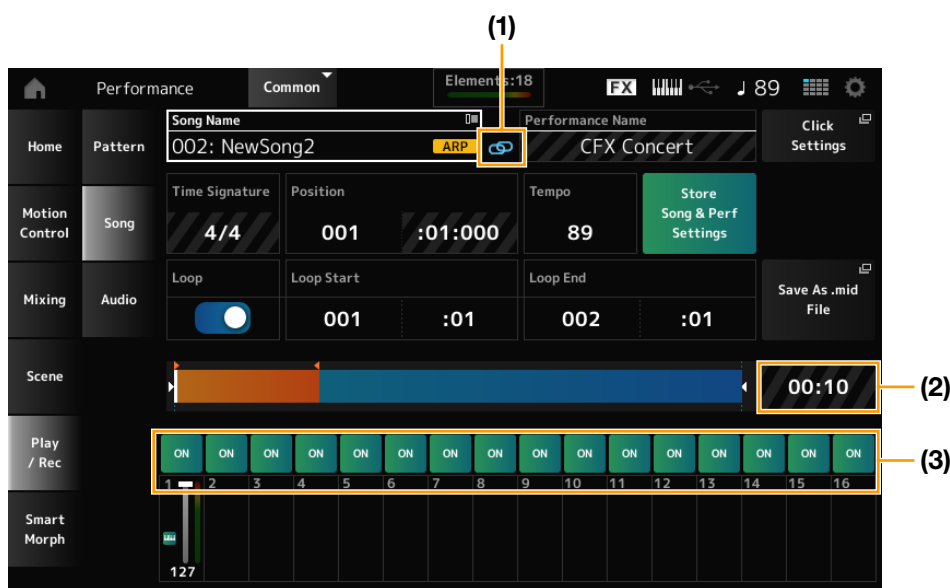 (1)
Performance
Common
Elements:18
FX
89
Home
Pattern
Song Name
002: NewSong2
ARP
Performance Name
CFX Concert
Click
Settings
Motion
Control
Song
Time Signature
4/4
Position
001
:01:000
Tempo
89
Store
Song & Perf
Settings
Mixing
Audio
Loop
Loop Start
001
:01
Loop End
002
:01
Save As .mid
File
Scene
00:10
(2)
Play
/ Rec
ON ON ON ON ON ON ON ON ON ON ON ON ON ON ON ON
(3)
1 2 3 4 5 6 7 8 9 10 11 12 13 14 15 16
Smart
Morph
127